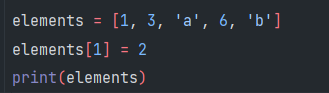 elements = [1, 3, 'a', 6, 'b']
elements[1] = 2
print(elements)